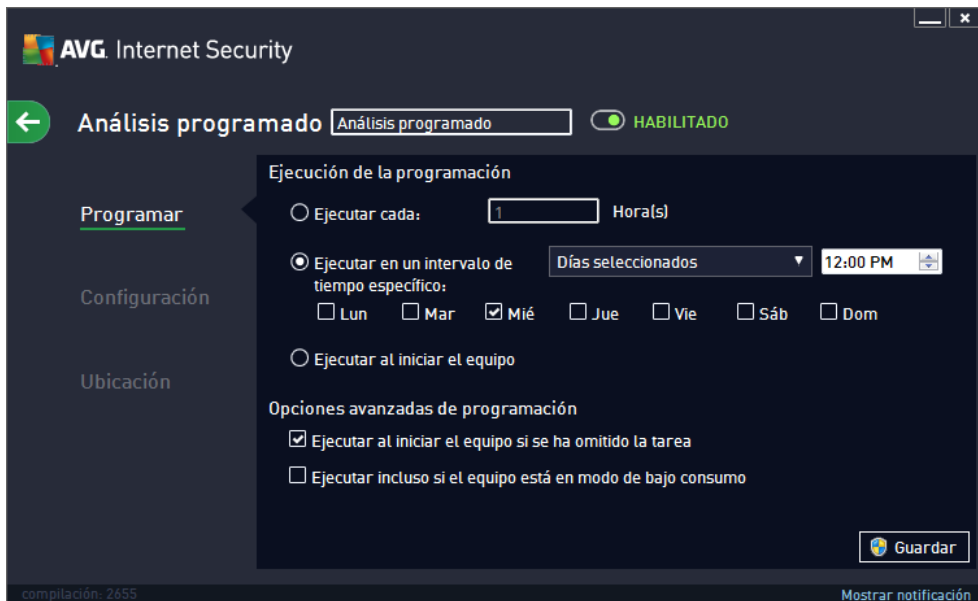 AVG. Internet Security
Análisis programado
Análisis programado
HABILITADO
Programar
Configuración
Ubicación
Ejecución de la programación
Ejecutar cada:
1
Hora(s)
Ejecutar en un intervalo de
tiempo específico:
Días seleccionados
12:00 PM
Lun
Mar
Mié
Jue
Vie
Sáb
Dom
Ejecutar al iniciar el equipo
Opciones avanzadas de programación
Ejecutar al iniciar el equipo si se ha omitido la tarea
Ejecutar incluso si el equipo está en modo de bajo consumo
Guardar
compilación: 2655
Mostrar notificación